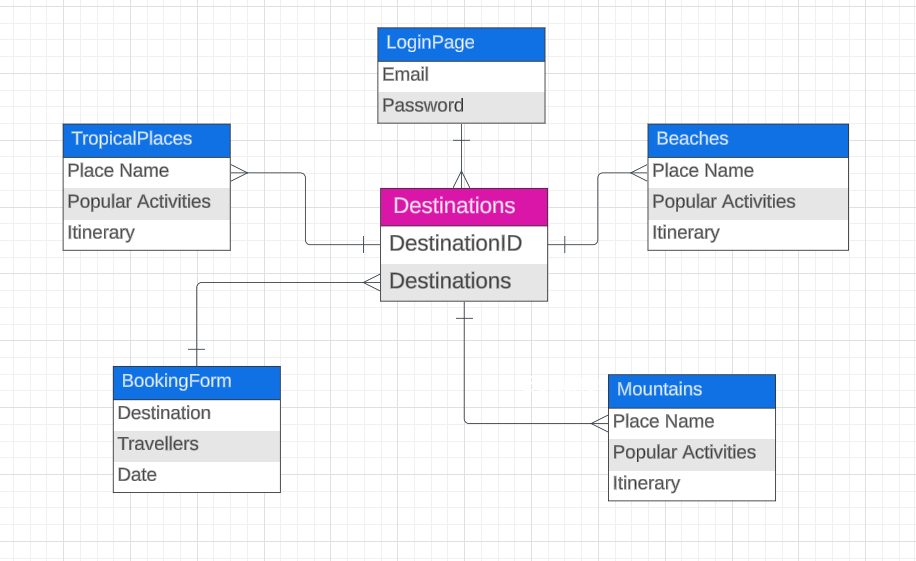 LoginPage
Email
Password
TropicalPlaces
Place Name
Popular Activities
Itinerary
Beaches
Place Name
Popular Activities
Itinerary
Destinations
DestinationID
Destinations
BookingForm
Destination
Travellers
Date
Mountains
Place Name
Popular Activities
Itinerary